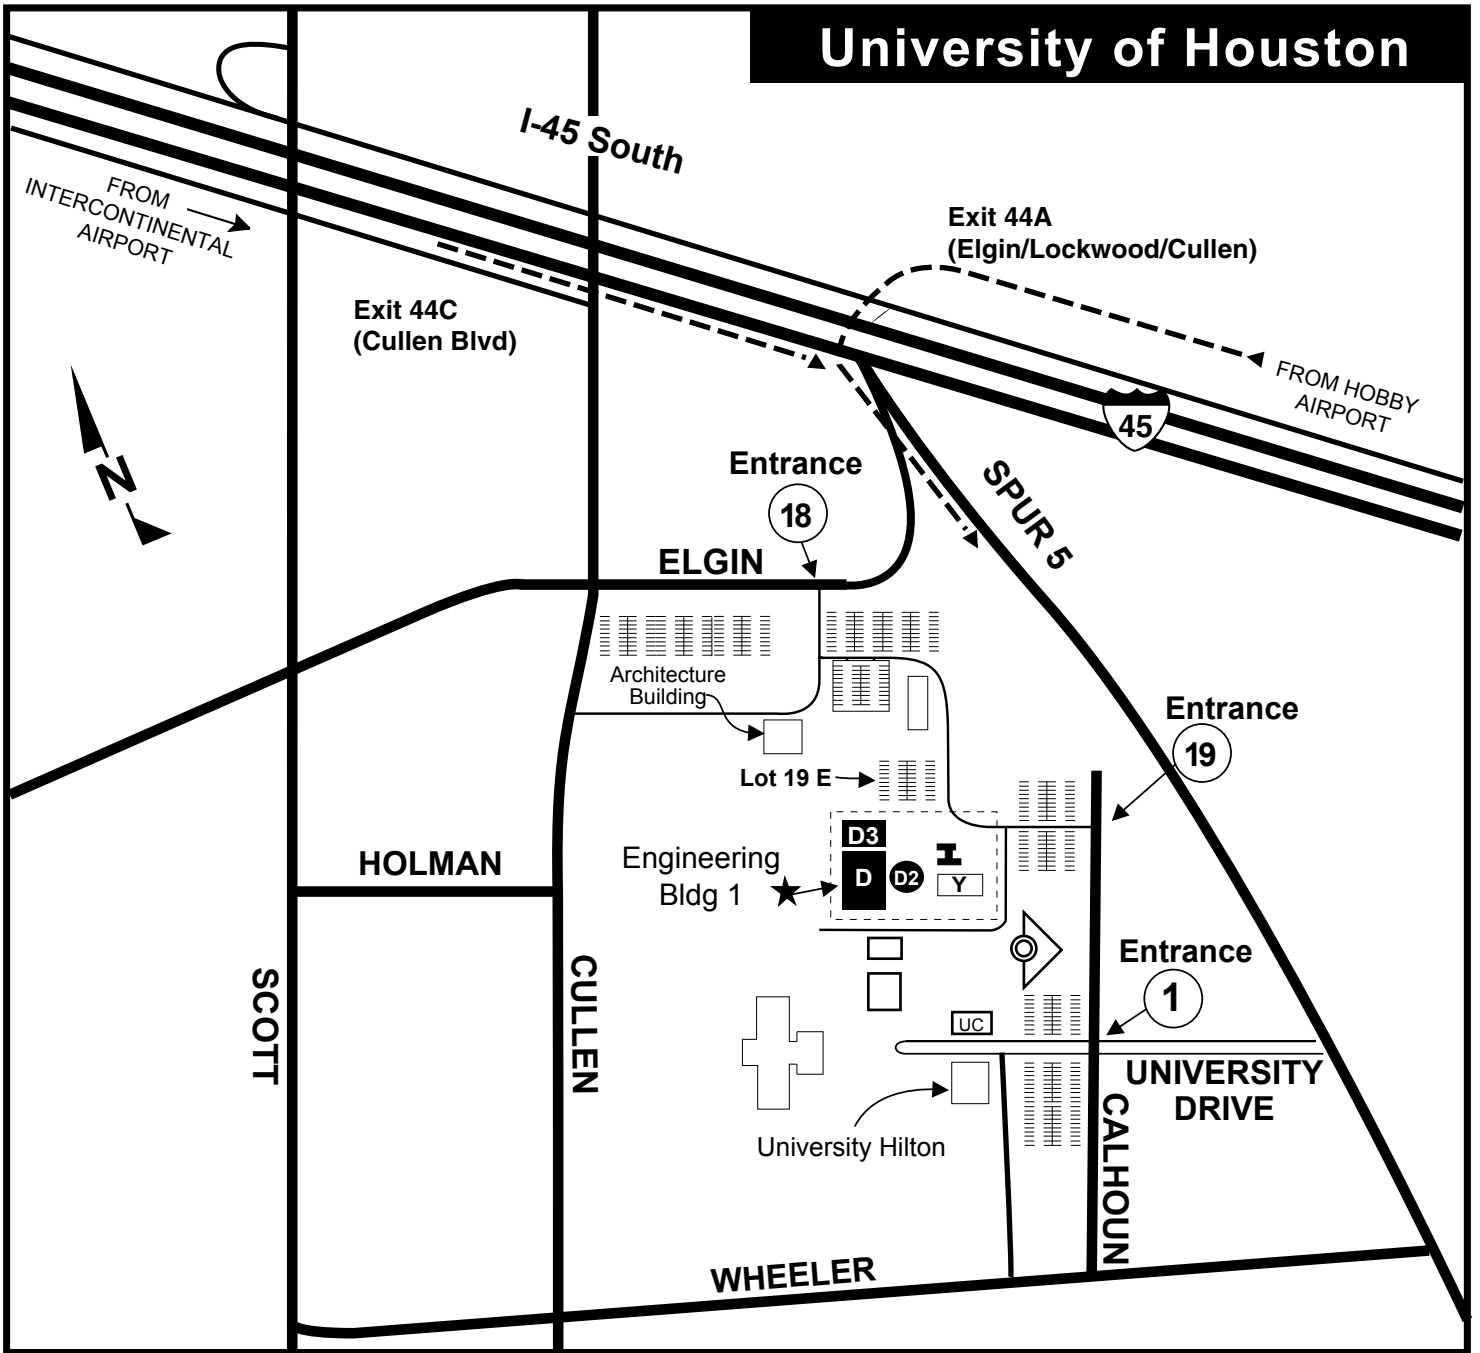 University of Houston
I-45 South
FROM
INTERCONTINENTAL
AIRPORT
Exit 44A
(Elgin/Lockwood/Cullen)
Exit 44C
(Cullen Blvd)
FROM HOBBY
AIRPORT
45
N
Entrance
18
SPUR 5
ELGIN
Architecture
Building
Entrance
19
Lot 19 E
HOLMAN
Engineering
Bldg 1
D3
D
D2
Y
SCOTT
CULLEN
Entrance
1
UC
UNIVERSITY
DRIVE
CALHOUN
University Hilton
WHEELER